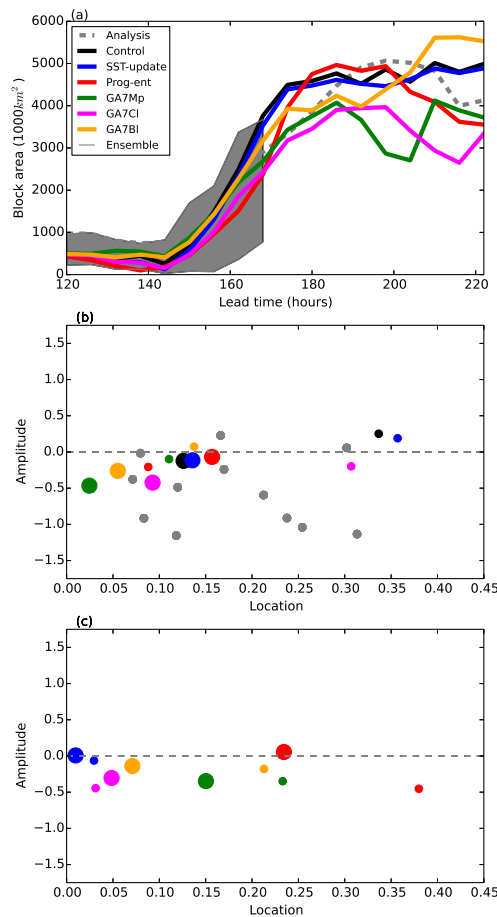 (a)
Block area (1000km²)
6000
5000
4000
3000
2000
1000
0
Analysis
Control
SST-update
Prog-ent
GA7Mp
GA7Cl
GA7Bl
Ensemble
120 140 160 180 200 220
Lead time (hours)
(b)
Amplitude
1.5
1.0
0.5
0.0
−0.5
−1.0
−1.5
0.00 0.05 0.10 0.15 0.20 0.25 0.30 0.35 0.40 0.45
Location
(c)
Amplitude
1.5
1.0
0.5
0.0
−0.5
−1.0
−1.5
0.00 0.05 0.10 0.15 0.20 0.25 0.30 0.35 0.40 0.45
Location